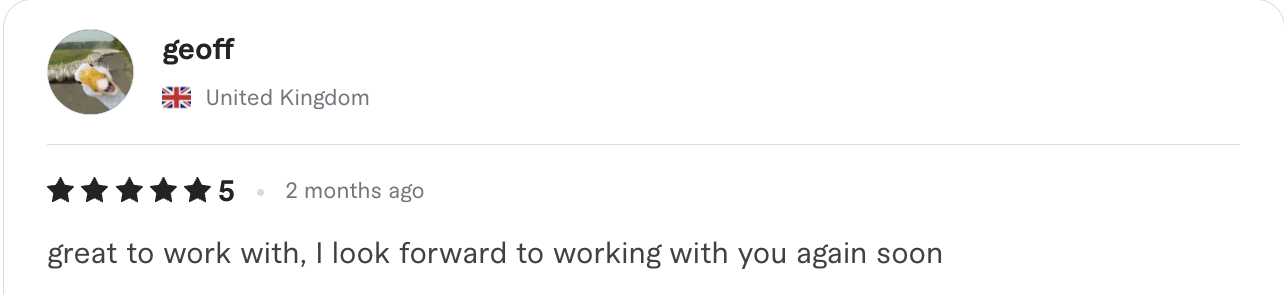 geoff
United Kingdom
5 • 2 months ago
great to work with, I look forward to working with you again soon